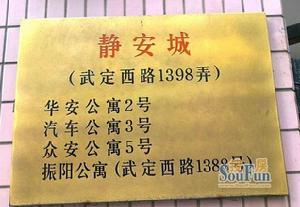 静安城
(武定西路1398弄)
华安公寓2号
汽车公寓3号
众安公寓5号
振阳公寓(武定西路1388号)
SouFun